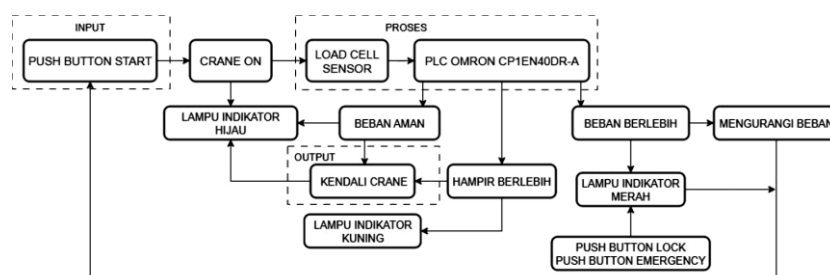 INPUT
PROSES
PUSH BUTTON START
CRANE ON
LOAD CELL
SENSOR
PLC OMRON CP1EN40DR-A
LAMPU INDIKATOR
HIJAU
BEBAN AMAN
BEBAN BERLEBIH
MENGURANGI BEBAN
OUTPUT
KENDALI CRANE
HAMPIR BERLEBIH
LAMPU INDIKATOR
MERAH
LAMPU INDIKATOR
KUNING
PUSH BUTTON LOCK
PUSH BUTTON EMERGENCY